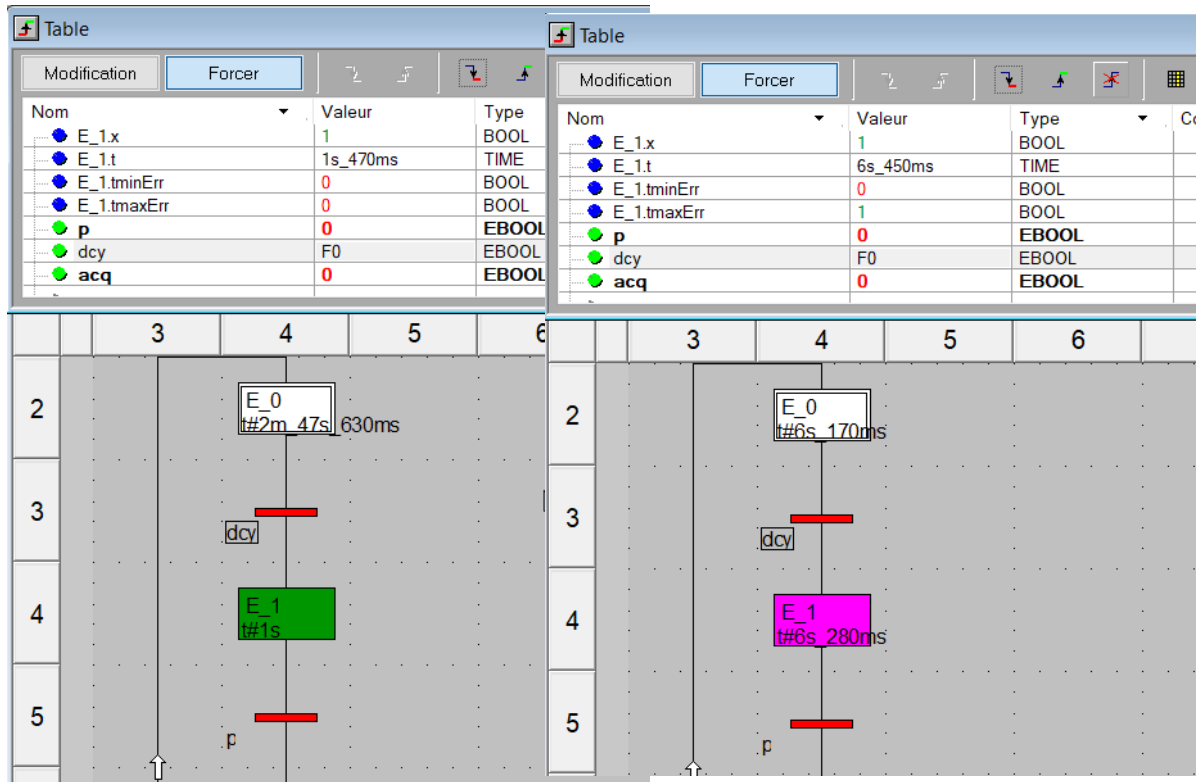 Table
Modification Forcer
Nom Valeur Type
E_1.x 1 BOOL
E_1.t 1s_470ms TIME
E_1.tminErr 0 BOOL
E_1.tmaxErr 0 BOOL
p 0 EBOOL
dcy F0 EBOOL
acq 0 EBOOL
3 4 5 6
2
E_0
t#2m_47s_630ms
3
dcy
4
E_1
t#1s
5
p
Table
Modification Forcer
Nom Valeur Type Co
E_1.x 1 BOOL
E_1.t 6s_450ms TIME
E_1.tminErr 0 BOOL
E_1.tmaxErr 1 BOOL
p 0 EBOOL
dcy F0 EBOOL
acq 0 EBOOL
3 4 5 6
2
E_0
t#6s_170ms
3
dcy
4
E_1
t#6s_280ms
5
p